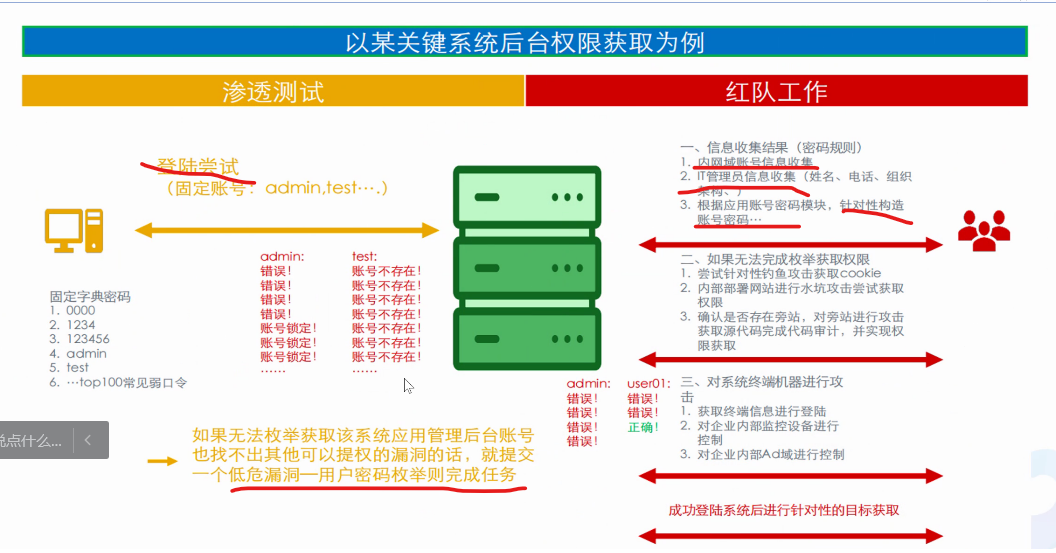 以某关键系统后台权限获取为例
渗透测试
红队工作
登陆尝试
（固定账号：admin,test….）
固定字典密码
1. 0000
2. 1234
3. 123456
4. admin
5. test
6. …top100常见弱口令
admin:
错误！
错误！
错误！
错误！
账号锁定！
账号锁定！
账号锁定！
……
test:
账号不存在！
账号不存在！
账号不存在！
账号不存在！
账号不存在！
账号不存在！
账号不存在！
……
说点什么...
如果无法枚举获取该系统应用管理后台账号
也找不出其他可以提权的漏洞的话，就提交
一个低危漏洞—用户密码枚举则完成任务
一、信息收集结果（密码规则）
1. 内网域账号信息收集
2. IT管理员信息收集（姓名、电话、组织
架构、）
3. 根据应用账号密码模块，针对性构造
账号密码…
二、如果无法完成枚举获取权限
1. 尝试针对性钓鱼攻击获取cookie
2. 内部部署网站进行水坑攻击尝试获取
权限
3. 确认是否存在旁站，对旁站进行攻击
获取源代码完成代码审计，并实现权
限获取
admin:
错误！
错误！
错误！
错误！
user01:
错误！
错误！
正确！
三、对系统终端机器进行攻
击
1. 获取终端信息进行登陆
2. 对企业内部监控设备进行
控制
3. 对企业内部Ad域进行控制
成功登陆系统后进行针对性的目标获取